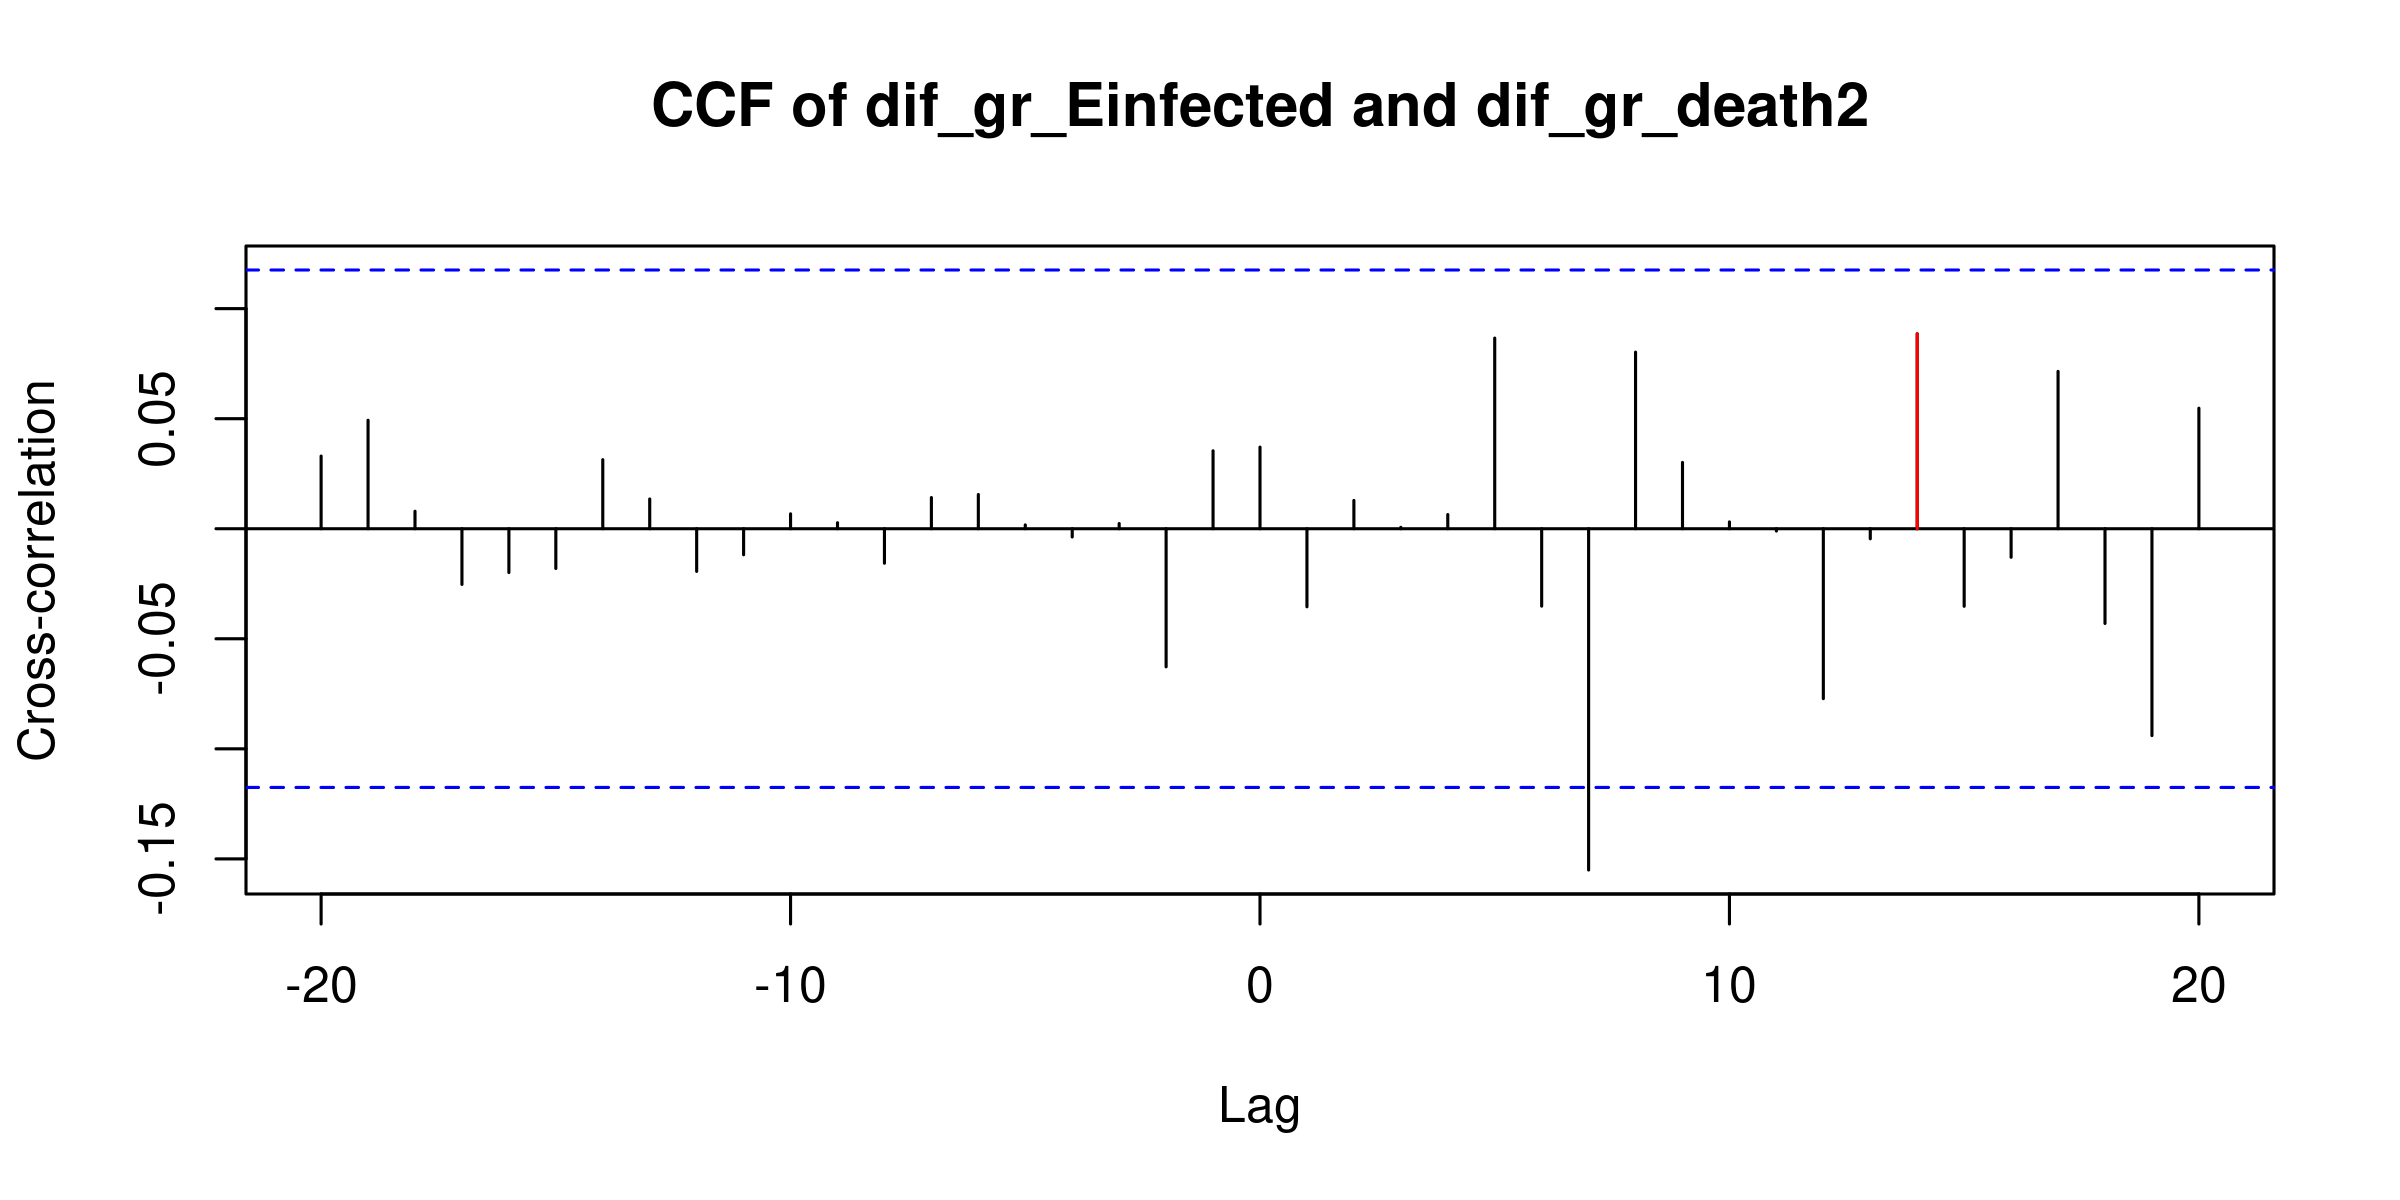 CCF of dif_gr_Einfected and dif_gr_death2
Cross-correlation
0.05
-0.05
-0.15
-20 -10 0 10 20
Lag